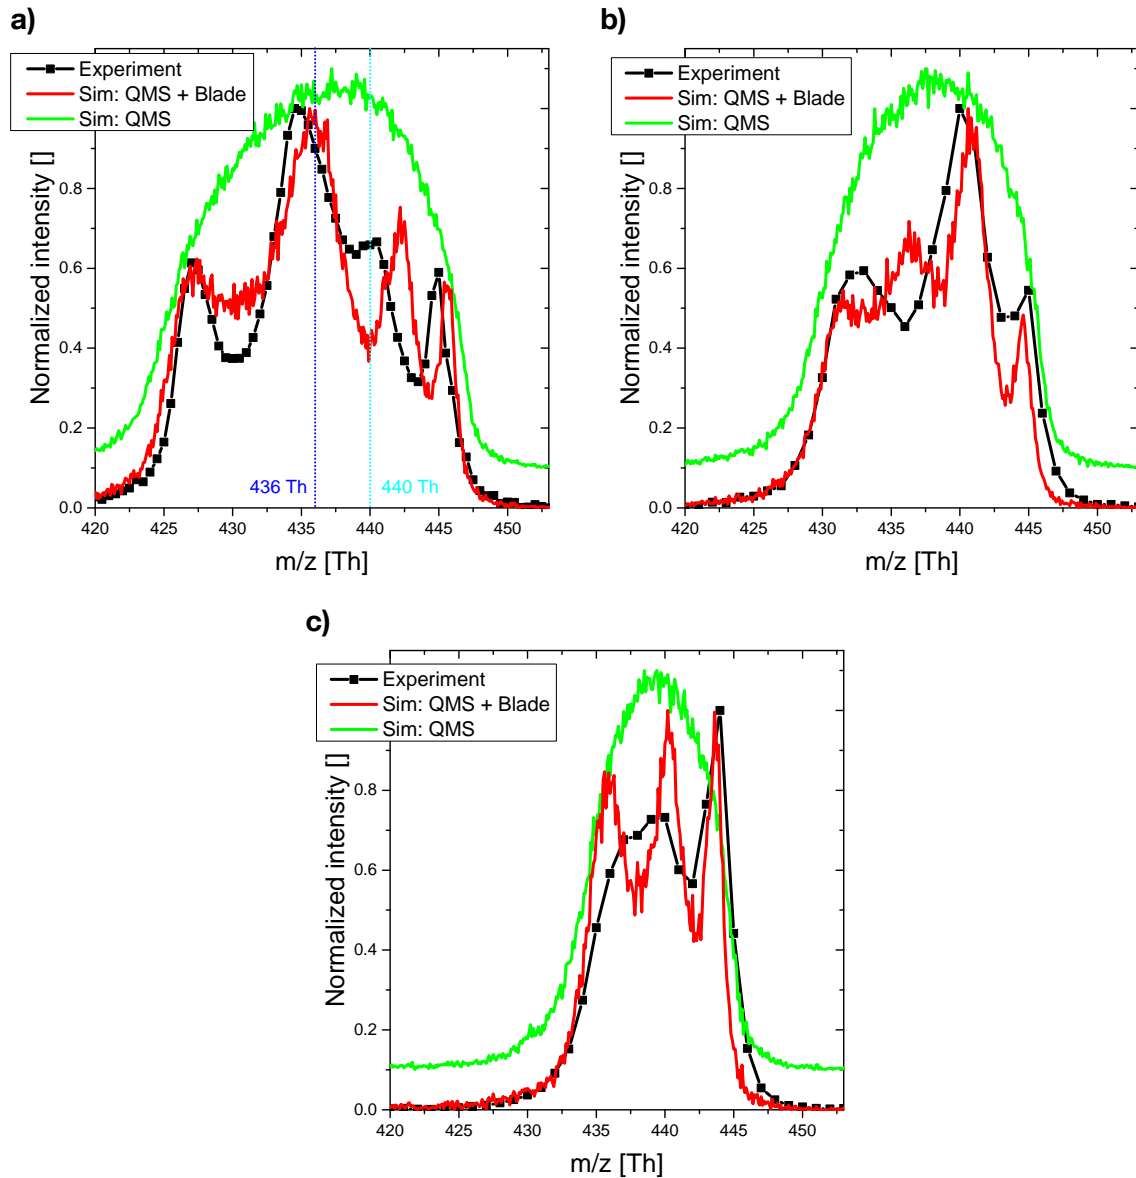 a)
Experiment
Sim: QMS + Blade
Sim: QMS
Normalized intensity []
0.8
0.6
0.4
0.2
0.0
436 Th
440 Th
420 425 430 435 440 445 450
m/z [Th]
b)
Experiment
Sim: QMS + Blade
Sim: QMS
Normalized intensity []
0.8
0.6
0.4
0.2
0.0
420 425 430 435 440 445 450
m/z [Th]
c)
Experiment
Sim: QMS + Blade
Sim: QMS
Normalized intensity []
0.8
0.6
0.4
0.2
0.0
420 425 430 435 440 445 450
m/z [Th]